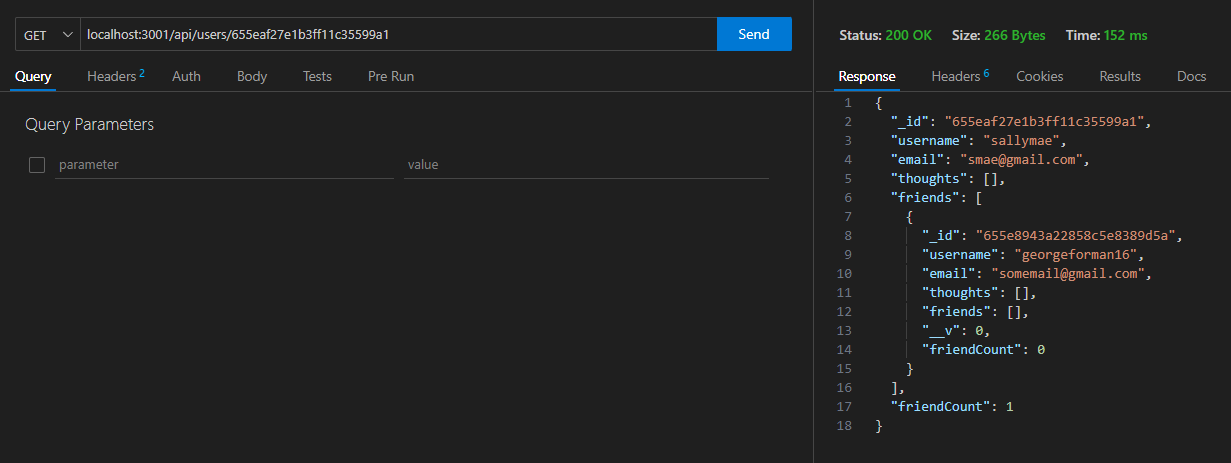 GET localhost:3001/api/users/655eaf27e1b3ff11c35599a1 Send
Query Headers 2 Auth Body Tests Pre Run
Query Parameters
parameter value
Status: 200 OK Size: 266 Bytes Time: 152 ms
Response Headers 6 Cookies Results Docs
1 {
2 "_id": "655eaf27e1b3ff11c35599a1",
3 "username": "sallymae",
4 "email": "smae@gmail.com",
5 "thoughts": [],
6 "friends": [
7 {
8 "_id": "655e8943a22858c5e8389d5a",
9 "username": "georgeforman16",
10 "email": "somemail@gmail.com",
11 "thoughts": [],
12 "friends": [],
13 "__v": 0,
14 "friendCount": 0
15 }
16 ],
17 "friendCount": 1
18 }